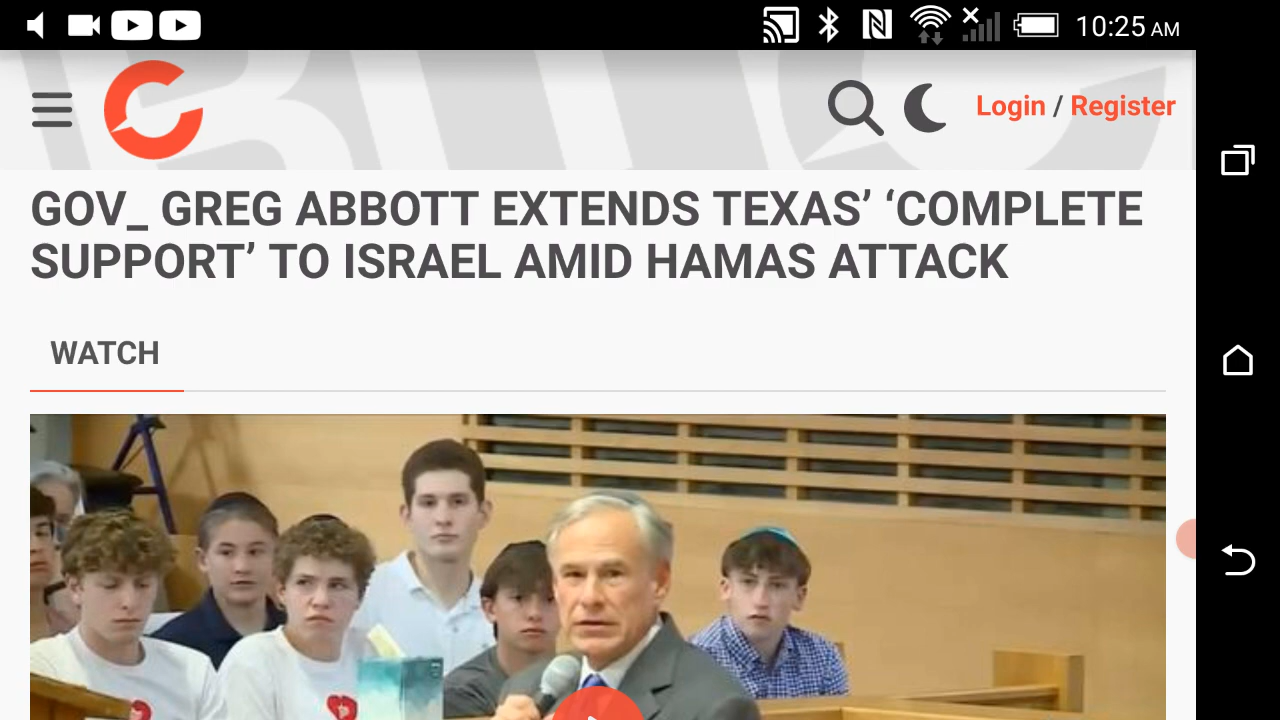 10:25 AM
Login / Register
GOV_ GREG ABBOTT EXTENDS TEXAS’ ‘COMPLETE
SUPPORT’ TO ISRAEL AMID HAMAS ATTACK
WATCH